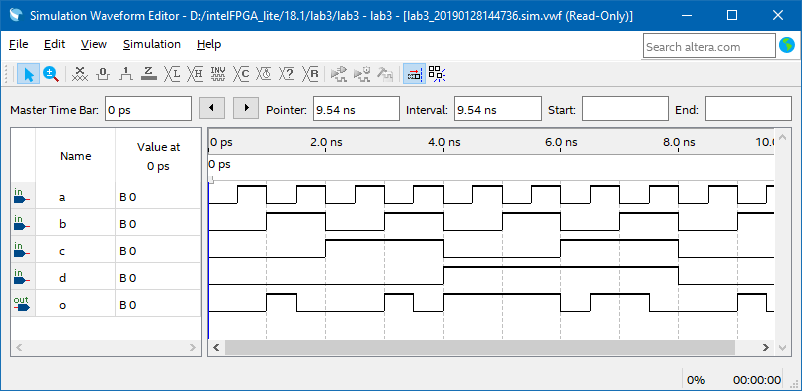 Simulation Waveform Editor - D:/intelFPGA_lite/18.1/lab3/lab3 - lab3 - [lab3_20190128144736.sim.vwf (Read-Only)]
File Edit View Simulation Help
Search altera.com
Master Time Bar: 0 ps Pointer: 9.54 ns Interval: 9.54 ns Start: End:
Name Value at 0 ps
0 ps 2.0 ns 4.0 ns 6.0 ns 8.0 ns 10.0
0 ps
in a B 0
in b B 0
in c B 0
in d B 0
out o B 0
0% 00:00:00